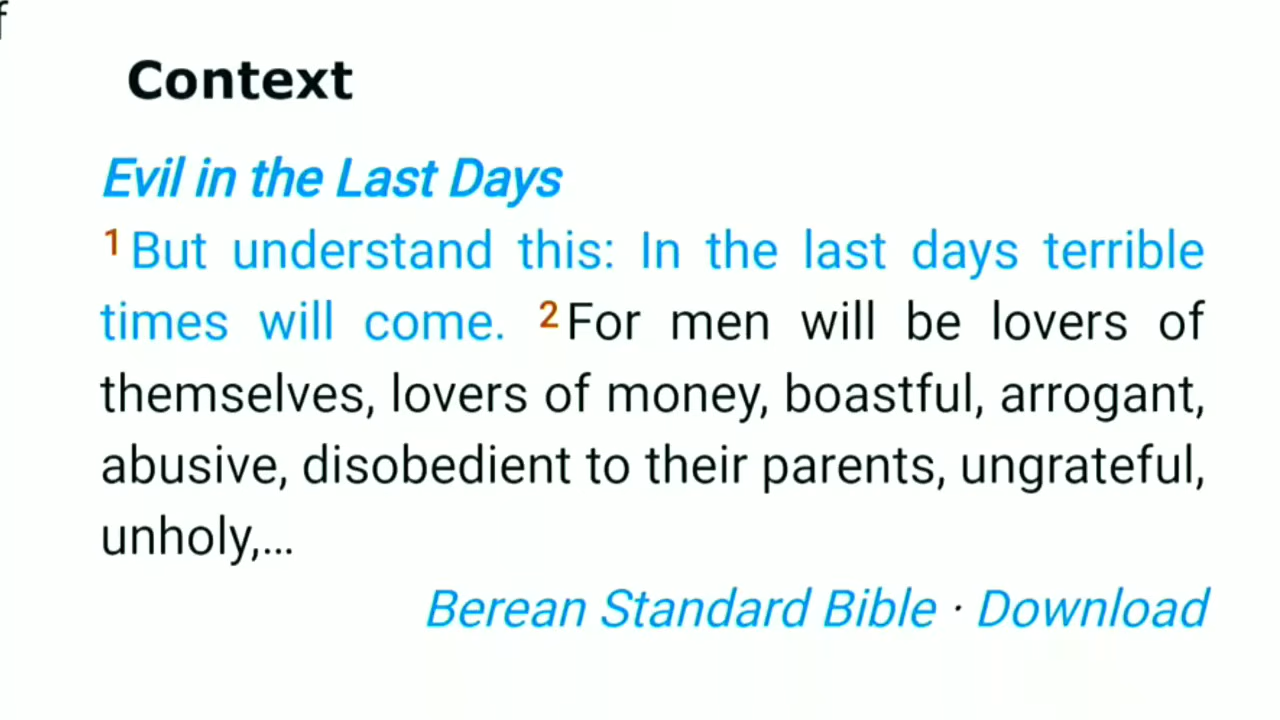 f
Context
Evil in the Last Days
1 But understand this: In the last days terrible
times will come. 2 For men will be lovers of
themselves, lovers of money, boastful, arrogant,
abusive, disobedient to their parents, ungrateful,
unholy,...
Berean Standard Bible · Download